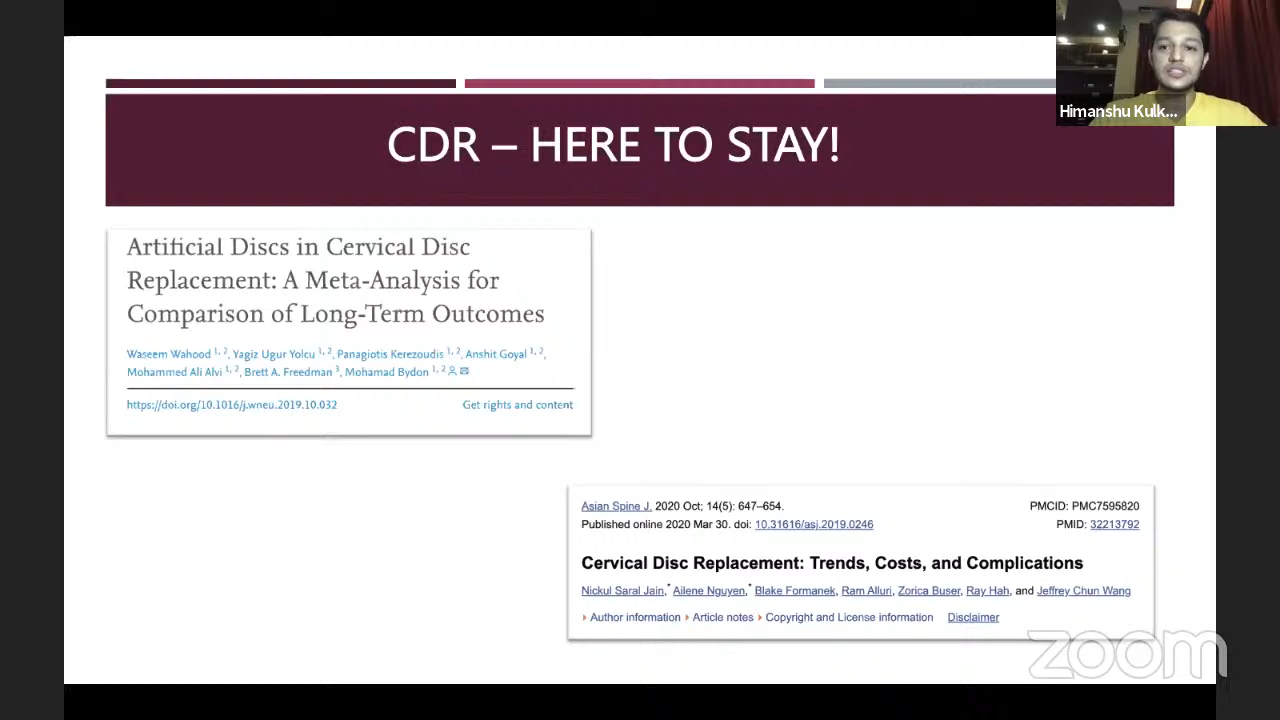 CDR – HERE TO STAY!
Himanshu Kulk...
Artificial Discs in Cervical Disc
Replacement: A Meta-Analysis for
Comparison of Long-Term Outcomes
Waseem Wahood 1, 2, Yagiz Ugur Yolcu 1, 2, Panagiotis Kerezoudis 1, 2, Anshit Goyal 1, 2,
Mohammed Ali Alvi 1, 2, Brett A. Freedman 3, Mohamad Bydon 1, 2
https://doi.org/10.1016/j.wneu.2019.10.032 Get rights and content
Asian Spine J. 2020 Oct; 14(5): 647–654. PMCID: PMC7595820
Published online 2020 Mar 30. doi: 10.31616/asj.2019.0246 PMID: 32213792
Cervical Disc Replacement: Trends, Costs, and Complications
Nickul Saral Jain,* Ailene Nguyen,* Blake Formanek, Ram Alluri, Zorica Buser, Ray Hah, and Jeffrey Chun Wang
Author information Article notes Copyright and License information Disclaimer
zoom